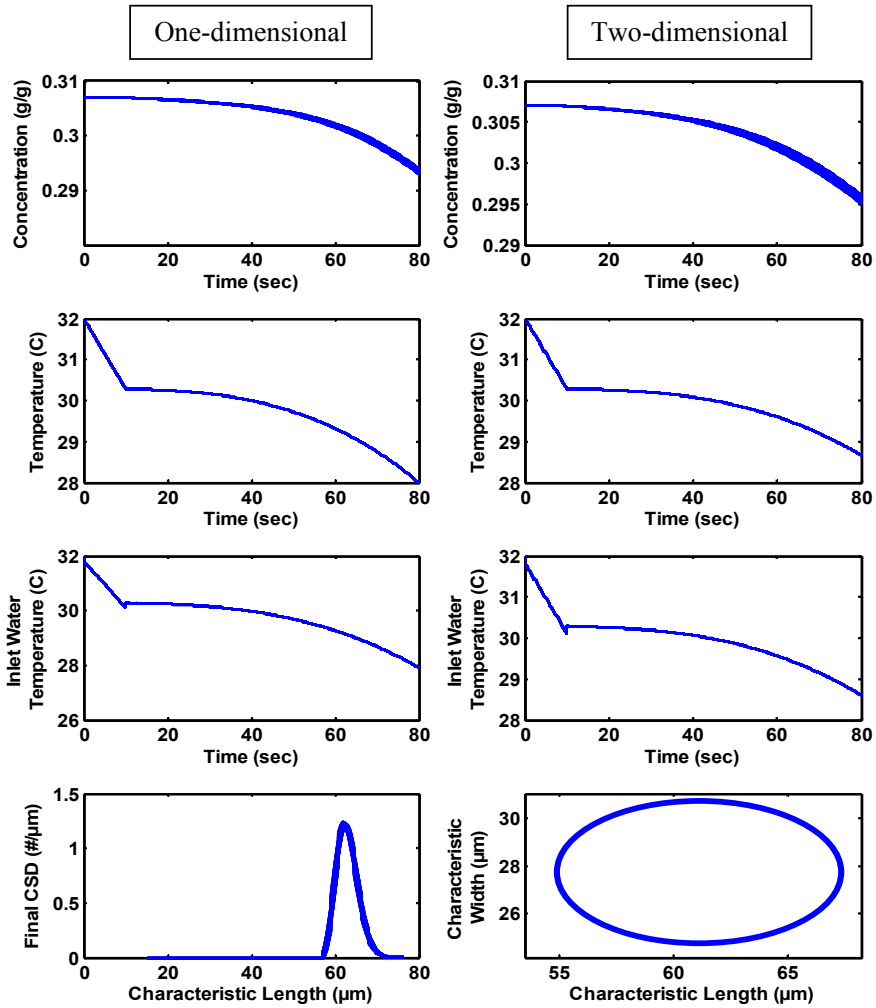 One-dimensional
Two-dimensional
0.31
0.3
0.29
0 20 40 60 80
Time (sec)
Concentration (g/g)
0.31
0.305
0.3
0.295
0.29
0 20 40 60 80
Time (sec)
Concentration (g/g)
32
31
30
29
28
0 20 40 60 80
Time (sec)
Temperature (C)
32
31
30
29
28
0 20 40 60 80
Time (sec)
Temperature (C)
32
30
28
26
0 20 40 60 80
Time (sec)
Inlet Water
Temperature (C)
32
31
30
29
28
0 20 40 60 80
Time (sec)
Inlet Water
Temperature (C)
1.5
1
0.5
0
0 20 40 60 80
Characteristic Length (µm)
Final CSD (#/µm)
30
28
26
55 60 65
Characteristic Length (µm)
Characteristic
Width (µm)